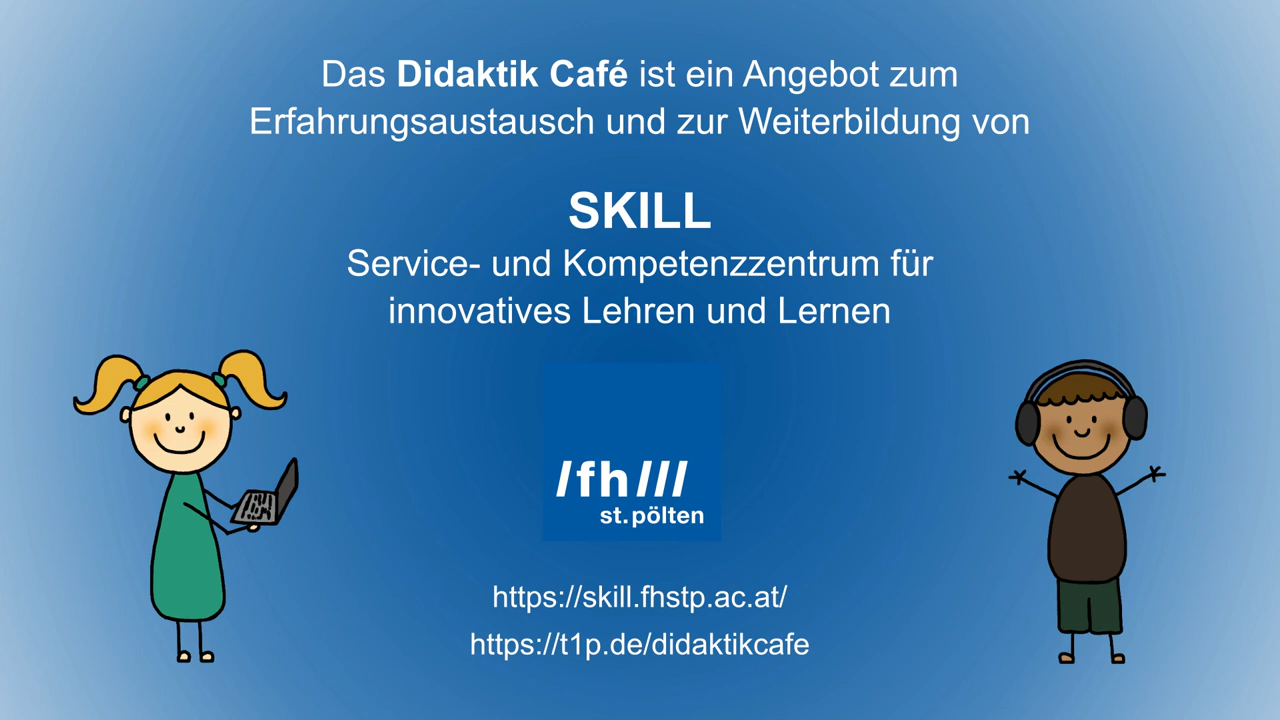 Das Didaktik Café ist ein Angebot zum
Erfahrungsaustausch und zur Weiterbildung von
SKILL
Service- und Kompetenzzentrum für
innovatives Lehren und Lernen
/fh///
st.pölten
https://skill.fhstp.ac.at/
https://t1p.de/didaktikcafe